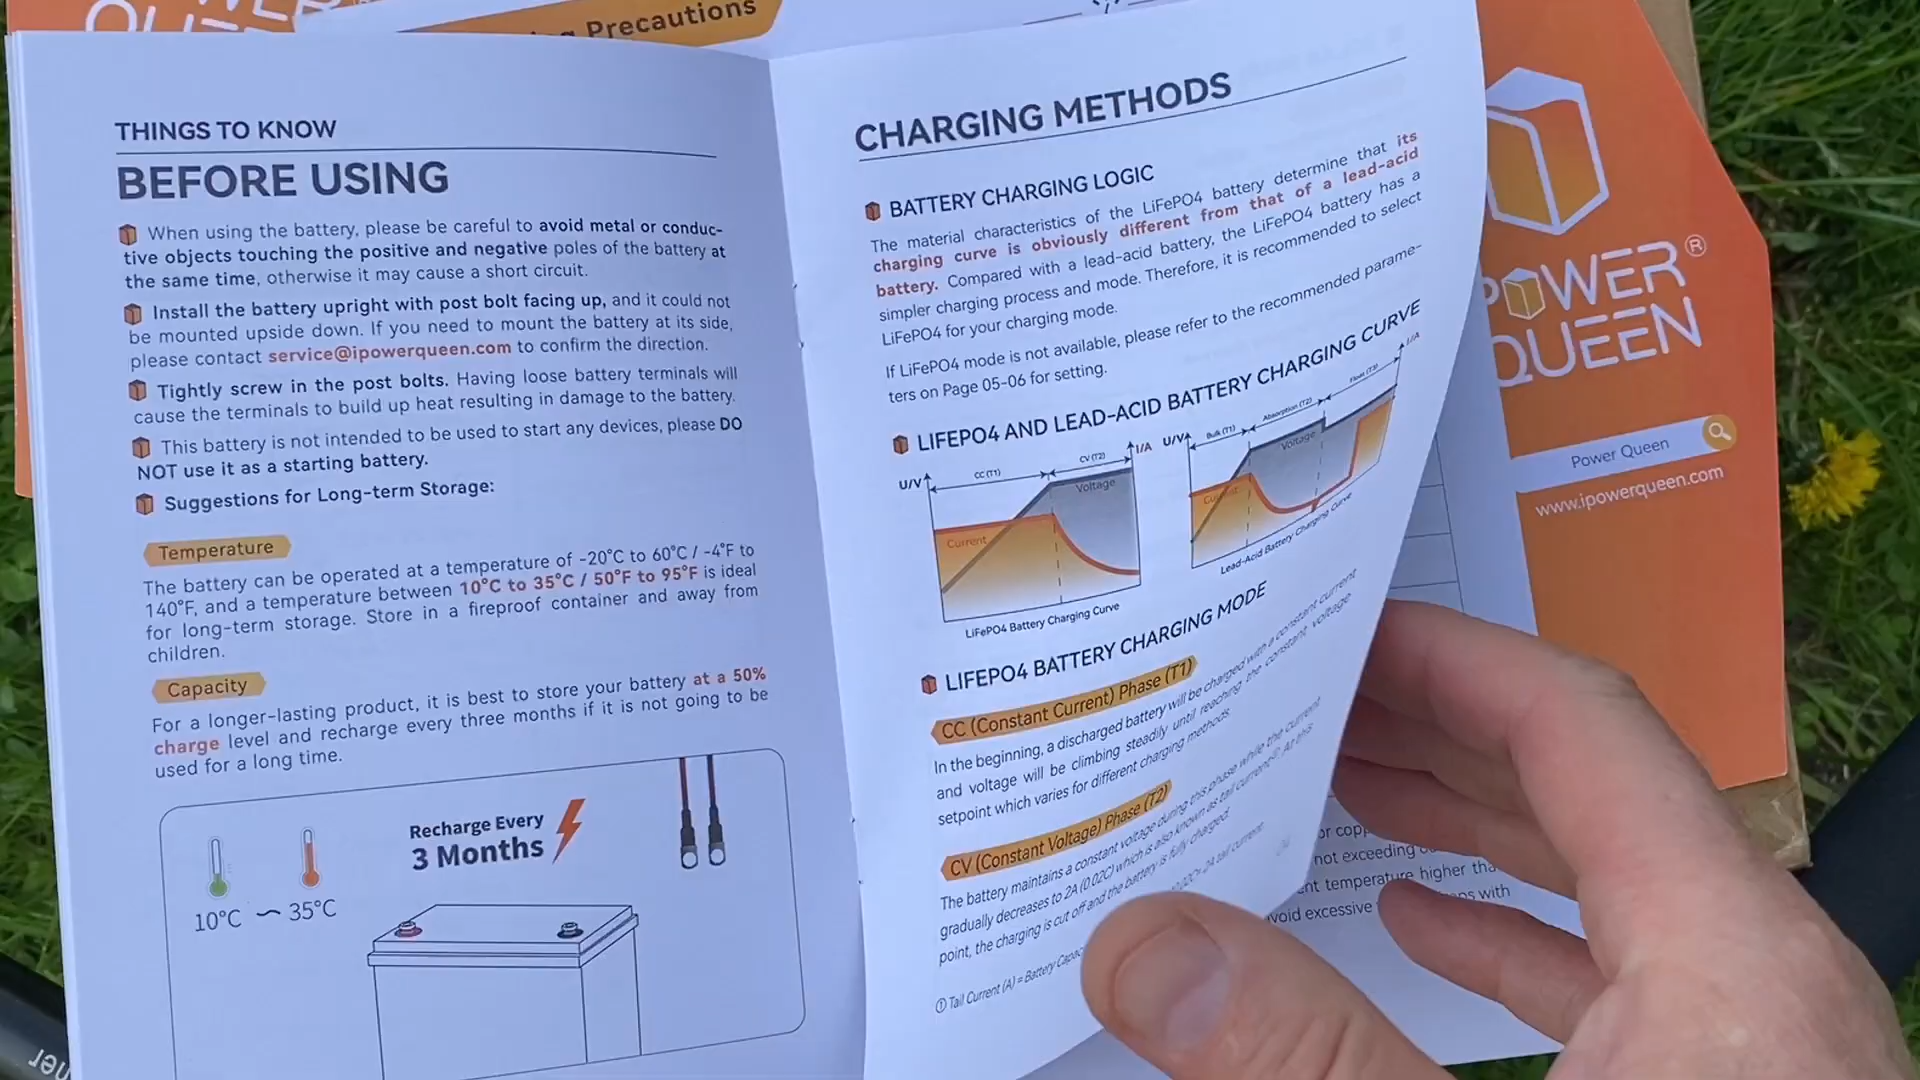 Precautions
THINGS TO KNOW
BEFORE USING
When using the battery, please be careful to avoid metal or conduc-
tive objects touching the positive and negative poles of the battery at
the same time, otherwise it may cause a short circuit.
Install the battery upright with post bolt facing up, and it could not
be mounted upside down. If you need to mount the battery at its side,
please contact service@ipowerqueen.com to confirm the direction.
Tightly screw in the post bolts. Having loose battery terminals will
cause the terminals to build up heat resulting in damage to the battery.
This battery is not intended to be used to start any devices, please DO
NOT use it as a starting battery.
Suggestions for Long-term Storage:
Temperature
The battery can be operated at a temperature of -20°C to 60°C / -4°F to
140°F, and a temperature between 10°C to 35°C / 50°F to 95°F is ideal
for long-term storage. Store in a fireproof container and away from
children.
Capacity
For a longer-lasting product, it is best to store your battery at a 50%
charge level and recharge every three months if it is not going to be
used for a long time.
Recharge Every
3 Months
10°C ~ 35°C
CHARGING METHODS
BATTERY CHARGING LOGIC
The material characteristics of the LiFePO4 battery determine that its
charging curve is obviously different from that of a lead-acid
battery. Compared with a lead-acid battery, the LiFePO4 battery has a
simpler charging process and mode. Therefore, it is recommended to select
LiFePO4 for your charging mode.
If LiFePO4 mode is not available, please refer to the recommended parame-
ters on Page 05-06 for setting.
LIFEPO4 AND LEAD-ACID BATTERY CHARGING CURVE
U/V CC(T1) CV(T2) I/A
Voltage
Current
LiFePO4 Battery Charging Curve
U/V Bulk(T1) Absorption(T2) Float(T3) I/A
Voltage
Current
Lead-Acid Battery Charging Curve
LIFEPO4 BATTERY CHARGING MODE
CC (Constant Current) Phase (T1)
In the beginning, a discharged battery will be charged with a constant current
and voltage will be climbing steadily until reaching the constant voltage
setpoint which varies for different charging methods.
CV (Constant Voltage) Phase (T2)
The battery maintains a constant voltage during this phase while the current
gradually decreases to 2A (0.02C) which is also known as tail current①. At this
point, the charging is cut off and the battery is fully charged.
① Tail Current (A) = Battery 2A tail current
POWER
QUEEN®
Power Queen
www.ipowerqueen.com
not exceeding
temperature higher
with
void excessive